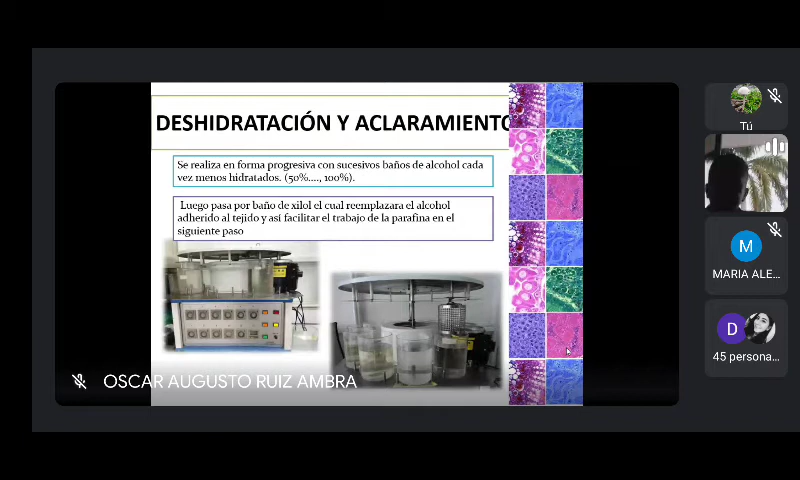 DESHIDRATACIÓN Y ACLARAMIENTO
Se realiza en forma progresiva con sucesivos baños de alcohol cada
vez menos hidratados. (50%...., 100%).
Luego pasa por baño de xilol el cual reemplazara el alcohol
adherido al tejido y así facilitar el trabajo de la parafina en el
siguiente paso
OSCAR AUGUSTO RUIZ AMBRA
Tú
M
MARIA ALE...
D
45 persona...